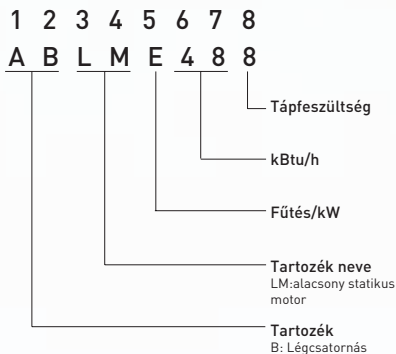 1 2 3 4 5 6 7 8
A B L M E 4 8 8
Tápfeszültség
kBtu/h
Fűtés/kW
Tartozék neve
LM:alacsony statikus
motor
Tartozék
B: Légcsatornás